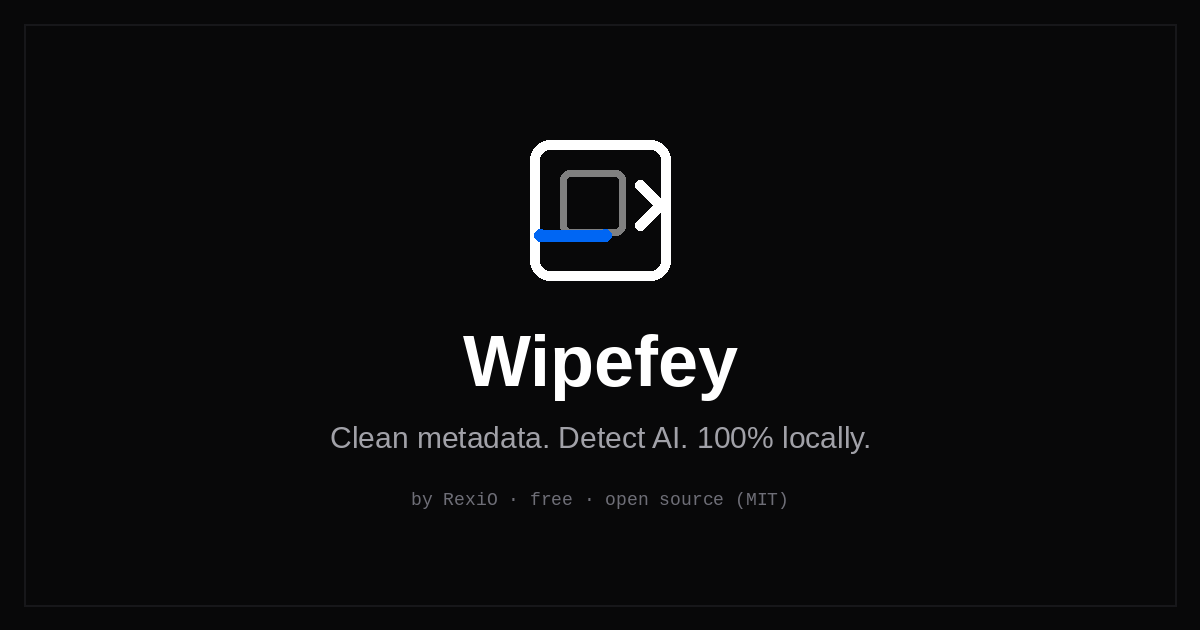 Wipefey
Clean metadata. Detect AI. 100% locally.
by RexiO · free · open source (MIT)